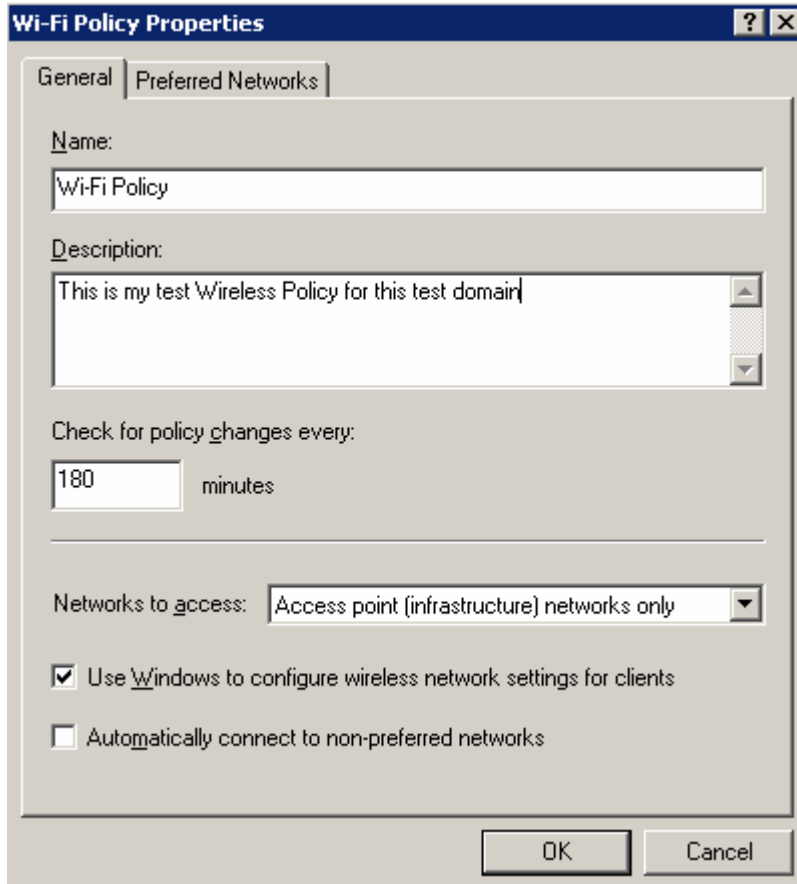 Wi-Fi Policy Properties
General
Preferred Networks
Name:
Wi-Fi Policy
Description:
This is my test Wireless Policy for this test domain
Check for policy changes every:
180 minutes
Networks to access: Access point (infrastructure) networks only
Use Windows to configure wireless network settings for clients
Automatically connect to non-preferred networks
OK Cancel